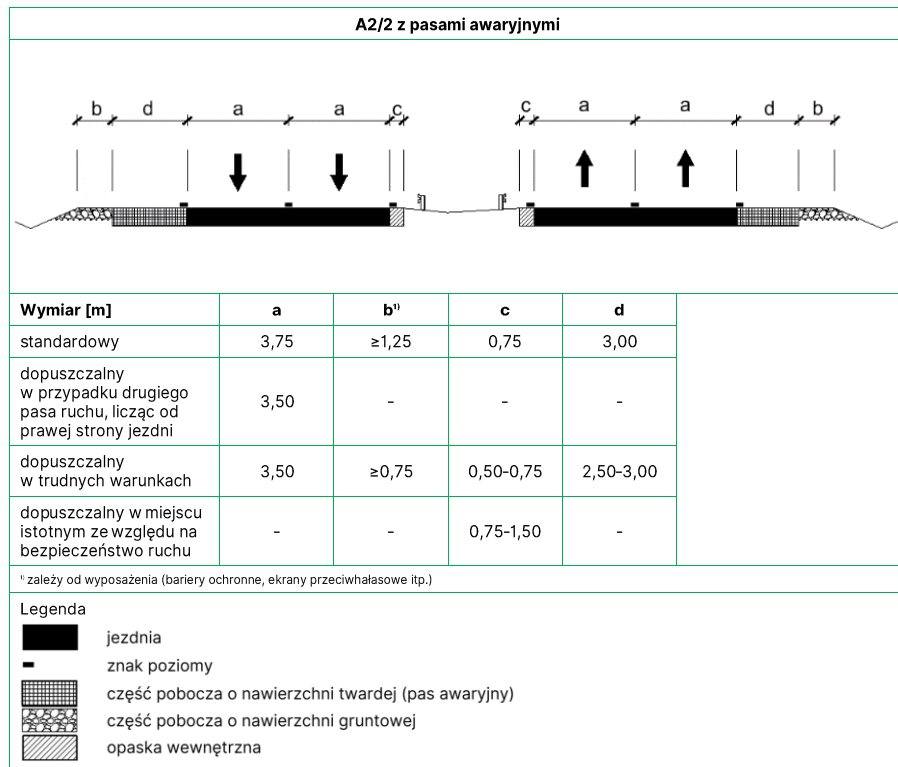 A2/2 z pasami awaryjnymi
b d a a c c a a d b
Wymiar [m] a b¹⁾ c d
standardowy 3,75 ≥1,25 0,75 3,00
dopuszczalny
w przypadku drugiego
pasa ruchu, licząc od
prawej strony jezdni
3,50 - - -
dopuszczalny
w trudnych warunkach
3,50 ≥0,75 0,50-0,75 2,50-3,00
dopuszczalny w miejscu
istotnym ze względu na
bezpieczeństwo ruchu
- - 0,75-1,50 -
¹⁾ zależy od wyposażenia (bariery ochronne, ekrany przeciwhałasowe itp.)
Legenda
jezdnia
znak poziomy
część pobocza o nawierzchni twardej (pas awaryjny)
część pobocza o nawierzchni gruntowej
opaska wewnętrzna